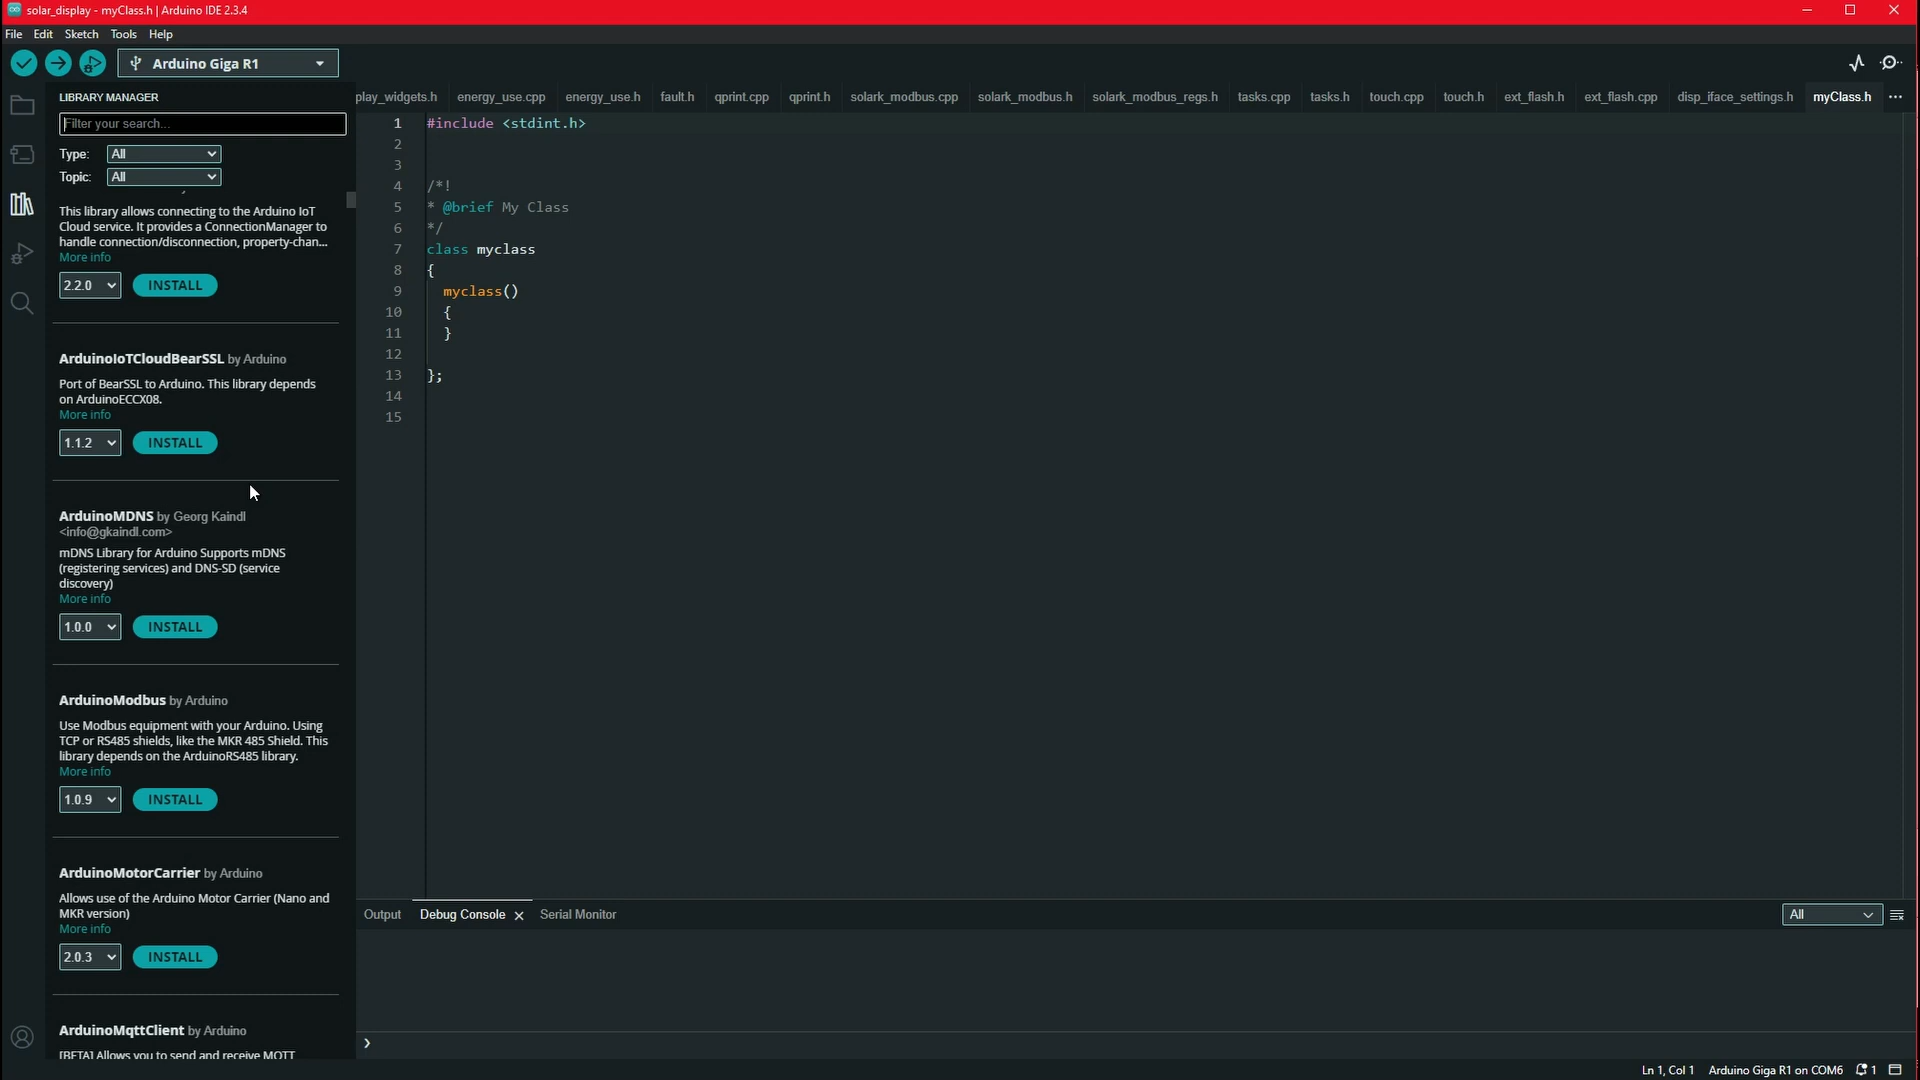 solar_display - myClass.h | Arduino IDE 2.3.4
File Edit Sketch Tools Help
Arduino Giga R1
LIBRARY MANAGER
Filter your search...
Type: All
Topic: All
This library allows connecting to the Arduino IoT
Cloud service. It provides a ConnectionManager to
handle connection/disconnection, property-chan...
More info
2.2.0 INSTALL
ArduinoIoTCloudBearSSL by Arduino
Port of BearSSL to Arduino. This library depends
on ArduinoECCX08.
More info
1.1.2 INSTALL
ArduinoMDNS by Georg Kaindl
<info@gkaindl.com>
mDNS Library for Arduino Supports mDNS
(registering services) and DNS-SD (service
discovery)
More info
1.0.0 INSTALL
ArduinoModbus by Arduino
Use Modbus equipment with your Arduino. Using
TCP or RS485 shields, like the MKR 485 Shield. This
library depends on the ArduinoRS485 library.
More info
1.0.9 INSTALL
ArduinoMotorCarrier by Arduino
Allows use of the Arduino Motor Carrier (Nano and
MKR version)
More info
2.0.3 INSTALL
ArduinoMqttClient by Arduino
[BETA] Allows you to send and receive MQTT
play_widgets.h energy_use.cpp energy_use.h fault.h qprint.cpp qprint.h solark_modbus.cpp solark_modbus.h solark_modbus_regs.h tasks.cpp tasks.h touch.cpp touch.h ext_flash.h ext_flash.cpp disp_iface_settings.h myClass.h ...
1 #include <stdint.h>
2
3
4 /*!
5 * @brief My Class
6 */
7 class myclass
8 {
9 myclass()
10 {
11 }
12
13 };
14
15
Output Debug Console × Serial Monitor All
❯
Ln 1, Col 1 Arduino Giga R1 on COM6 1